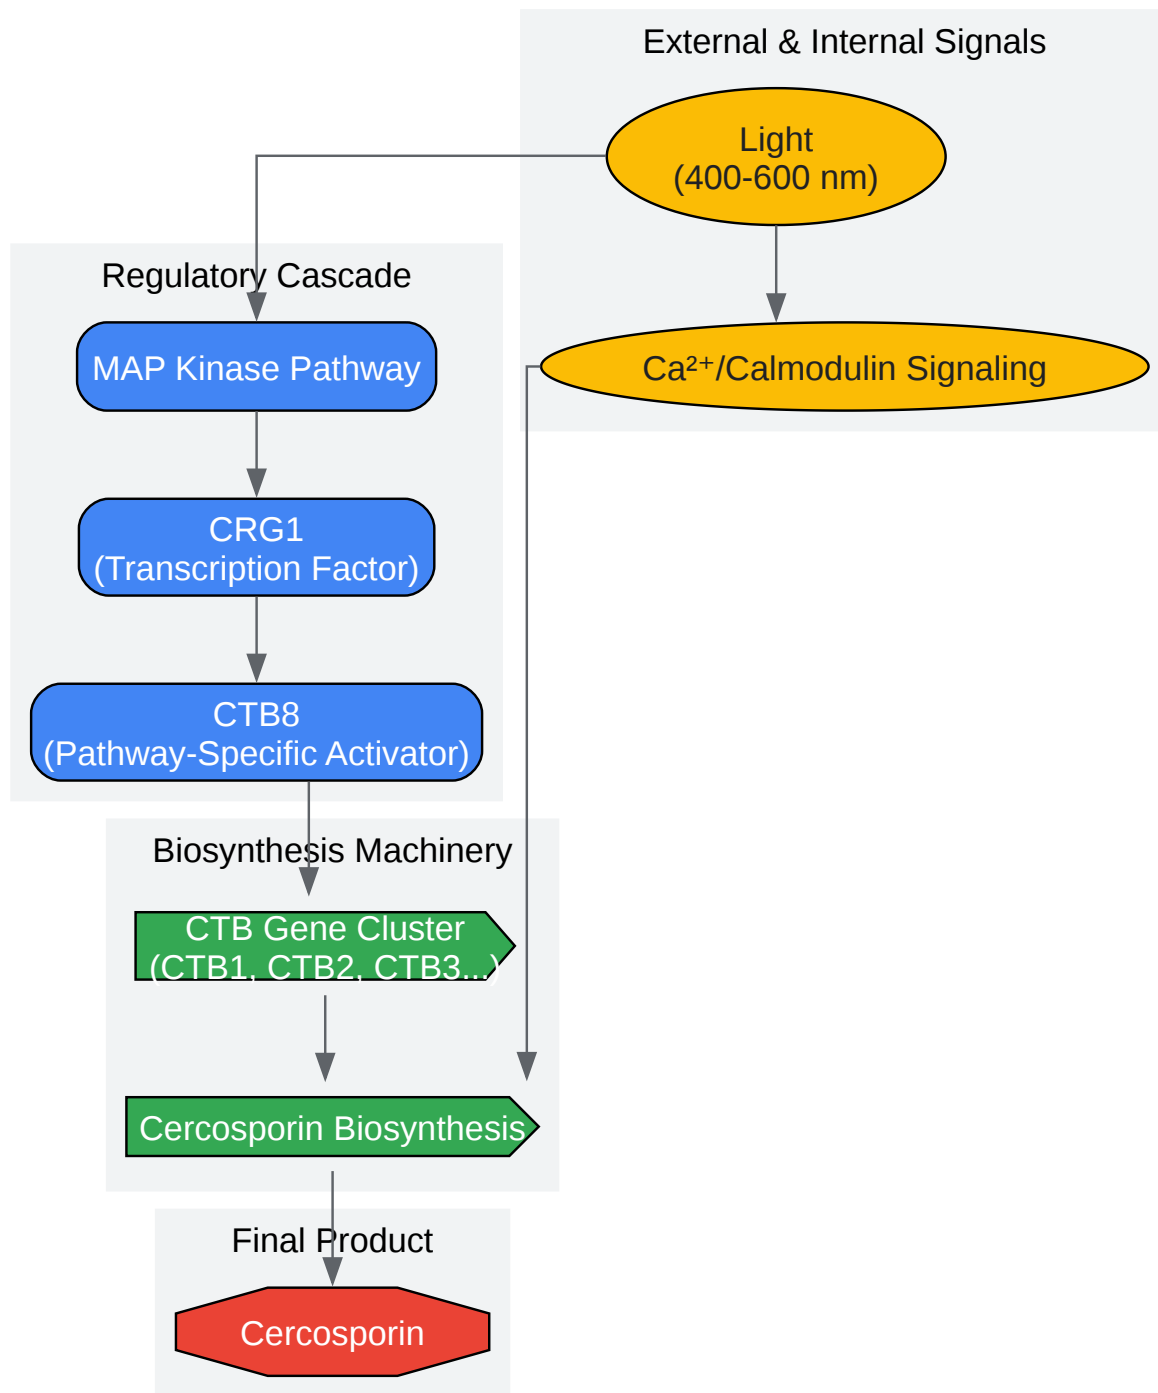 External & Internal Signals
Light
(400-600 nm)
Regulatory Cascade
MAP Kinase Pathway
Ca²⁺/Calmodulin Signaling
CRG1
(Transcription Factor)
CTB8
(Pathway-Specific Activator)
Biosynthesis Machinery
CTB Gene Cluster
(CTB1, CTB2, CTB3...)
Cercosporin Biosynthesis
Final Product
Cercosporin